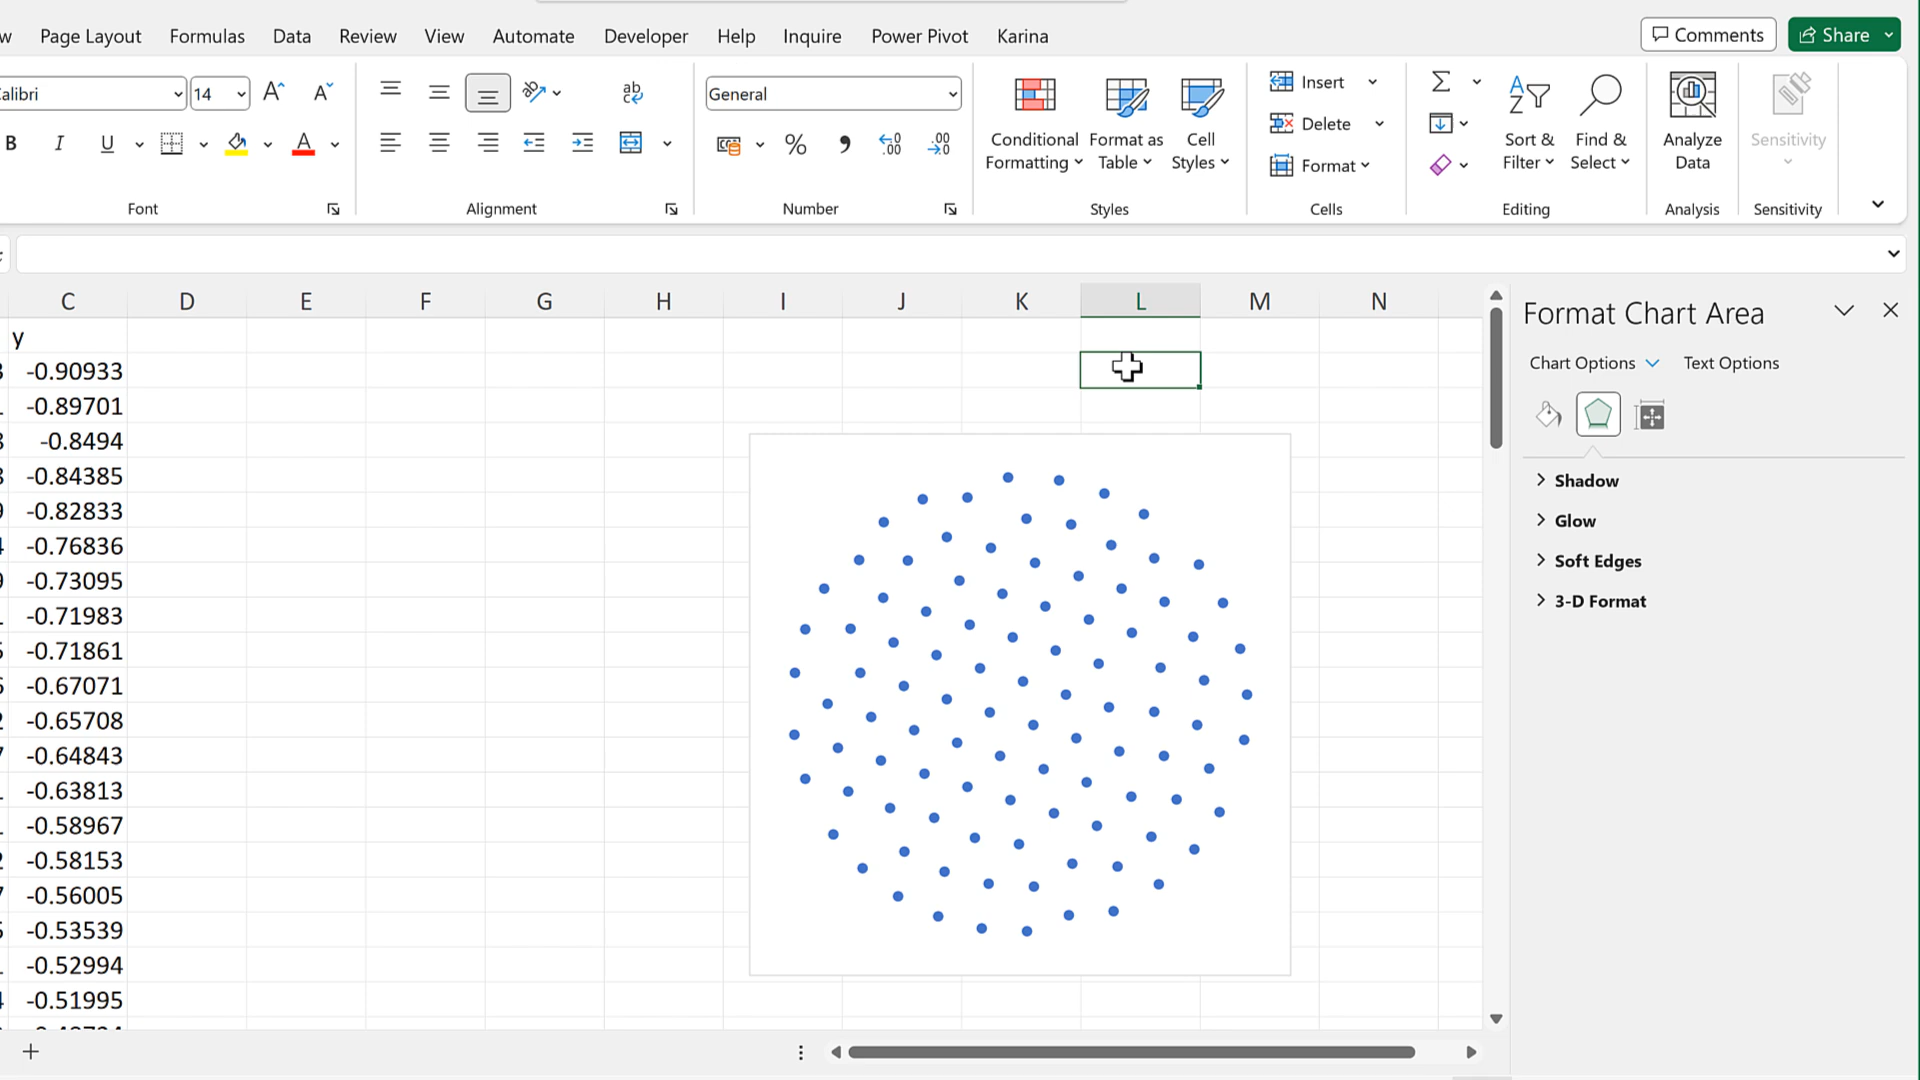 w Page Layout Formulas Data Review View Automate Developer Help Inquire Power Pivot Karina Comments Share
alibri 14 A A ab General Insert
B I U A % Conditional Formatting Format as Table Cell Styles Delete Sort & Filter Find & Select Analyze Data Sensitivity
Format
Font Alignment Number Styles Cells Editing Analysis Sensitivity
C D E F G H I J K L M N
y
-0.90933
-0.89701
-0.8494
-0.84385
-0.82833
-0.76836
-0.73095
-0.71983
-0.71861
-0.67071
-0.65708
-0.64843
-0.63813
-0.58967
-0.58153
-0.56005
-0.53539
-0.52994
-0.51995
Format Chart Area
Chart Options Text Options
Shadow
Glow
Soft Edges
3-D Format